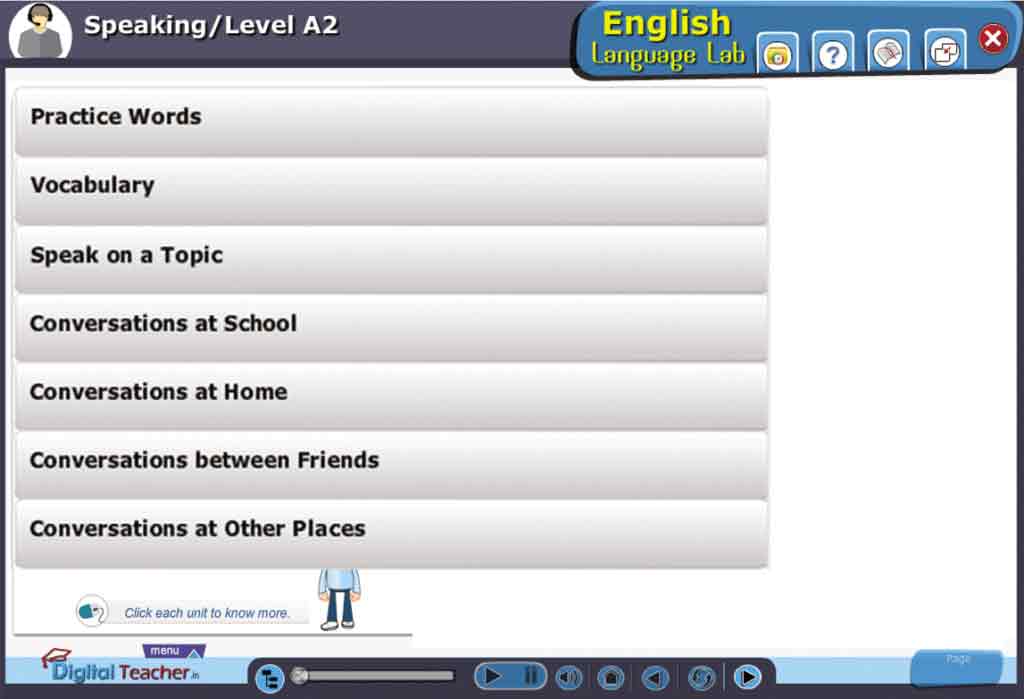 Speaking/Level A2
English
Language Lab
?
Practice Words
Vocabulary
Speak on a Topic
Conversations at School
Conversations at Home
Conversations between Friends
Conversations at Other Places
Click each unit to know more.
menu
Digital Teacher.in
Page